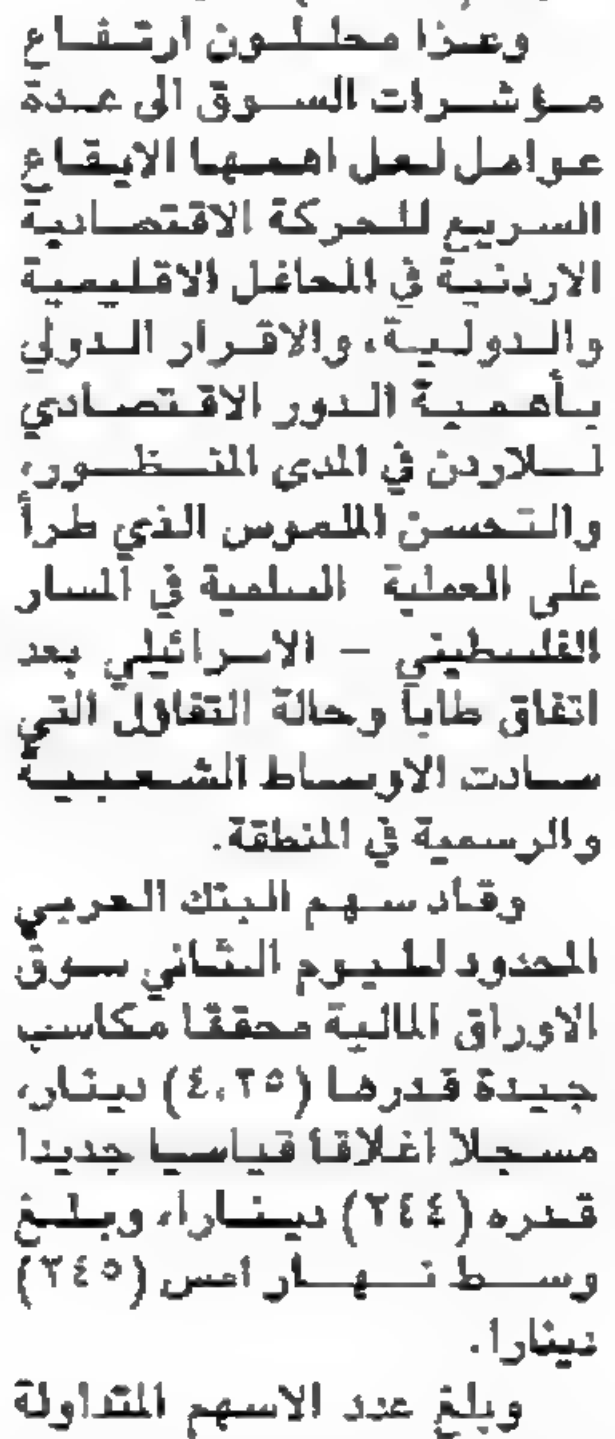 وعزا محللون ارتفاع
مؤشرات السوق الى عدة
عوامل لعل اهمها الايقاع
السريع للحركة الاقتصادية
الاردنية في المحافل الاقليمية
والدولية، والاقرار الدولي
بأهمية الدور الاقتصادي
للاردن في المدى المنظور،
والتحسن الملموس الذي طرأ
على العملية السلمية في المسار
الفلسطيني – الاسرائيلي بعد
اتفاق طابا وحالة التفاؤل التي
سادت الاوساط الشعبية
والرسمية في المنطقة.
وقاد سهم البنك العربي
المحدود لليوم الثاني سوق
الاوراق المالية محققا مكاسب
جيدة قدرها (٤،٢٥) دينار،
مسجلا اغلاقا قياسيا جديدا
قدره (٢٤٤) دينارا، وبلغ
وسط نهار امس (٢٤٥)
دينارا.
وبلغ عدد الاسهم المتداولة